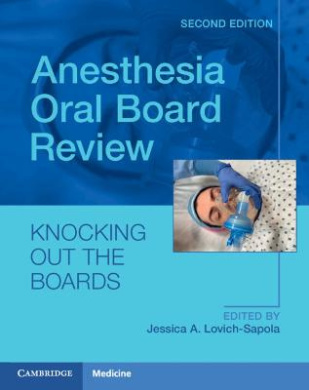 SECOND EDITION
Anesthesia
Oral Board
Review
KNOCKING
OUT THE
BOARDS
EDITED BY
Jessica A. Lovich-Sapola
CAMBRIDGE
Medicine